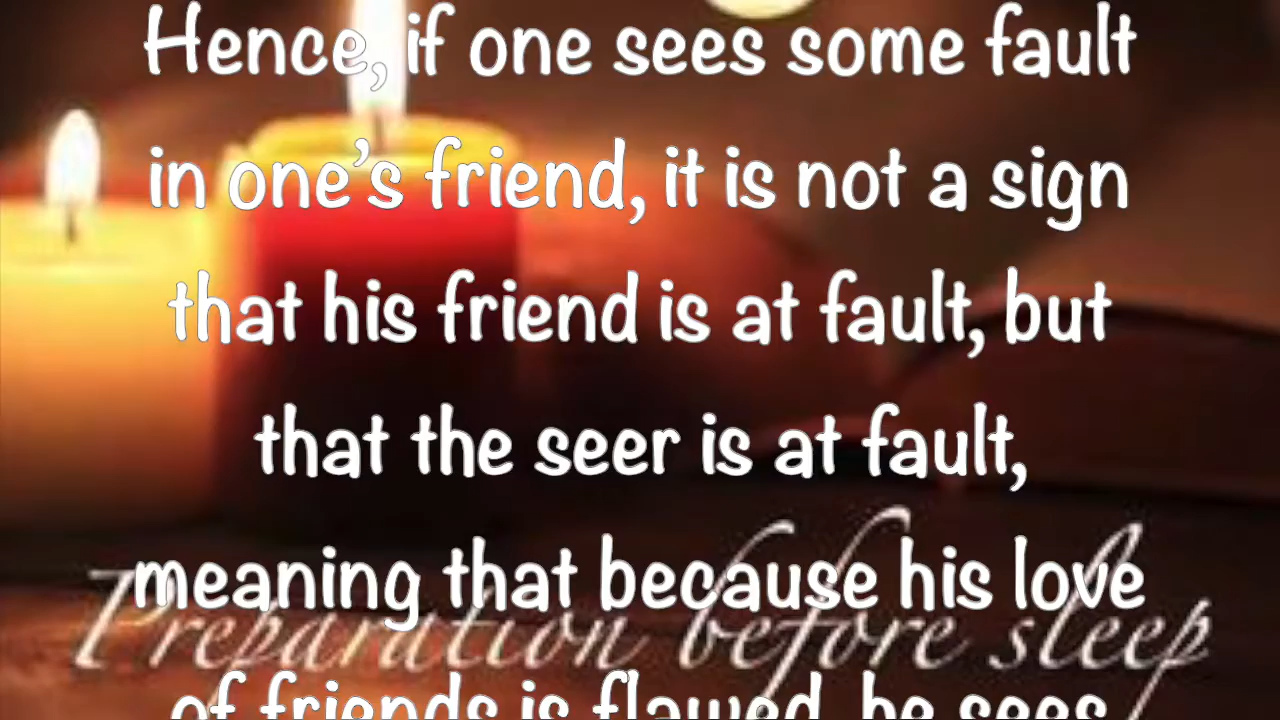 Hence, if one sees some fault
in one’s friend, it is not a sign
that his friend is at fault, but
that the seer is at fault,
meaning that because his love
Preparation before sleep
of friends is flawed, he sees